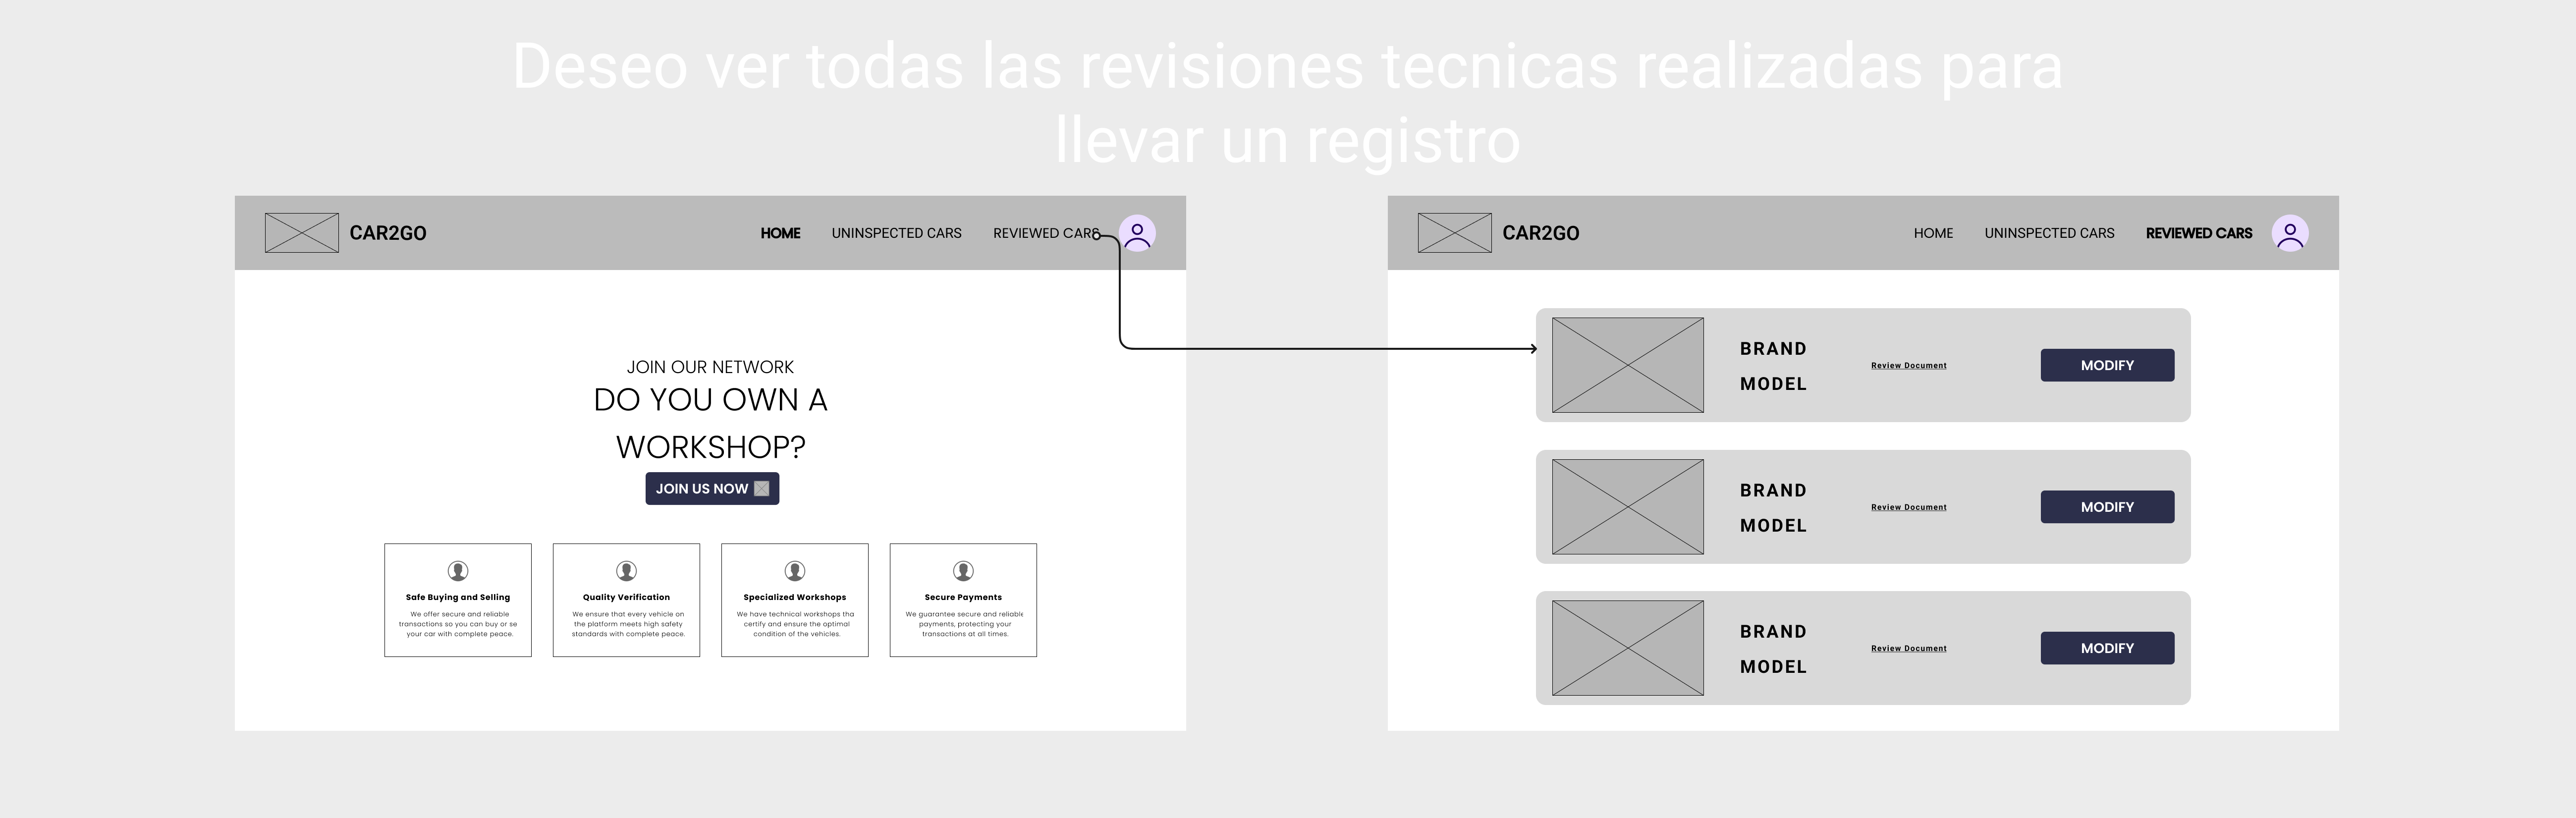 Deseo ver todas las revisiones tecnicas realizadas para
llevar un registro
CAR2GO
HOME
UNINSPECTED CARS
REVIEWED CARS
JOIN OUR NETWORK
DO YOU OWN A
WORKSHOP?
JOIN US NOW
Safe Buying and Selling
We offer secure and reliable
transactions so you can buy or se
your car with complete peace.
Quality Verification
We ensure that every vehicle on
the platform meets high safety
standards with complete peace.
Specialized Workshops
We have technical workshops tha
certify and ensure the optimal
condition of the vehicles.
Secure Payments
We guarantee secure and reliable
payments, protecting your
transactions at all times.
CAR2GO
HOME
UNINSPECTED CARS
REVIEWED CARS
BRAND
MODEL
Review Document
MODIFY
BRAND
MODEL
Review Document
MODIFY
BRAND
MODEL
Review Document
MODIFY